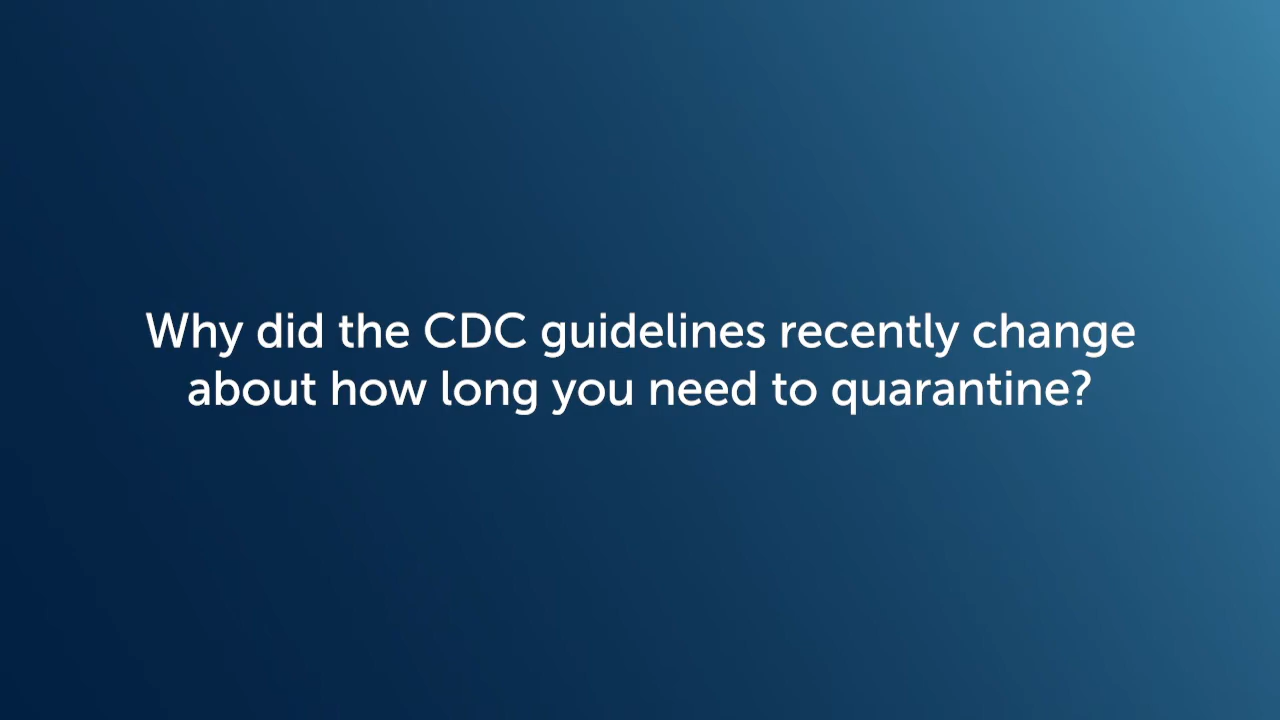 Why did the CDC guidelines recently change
about how long you need to quarantine?